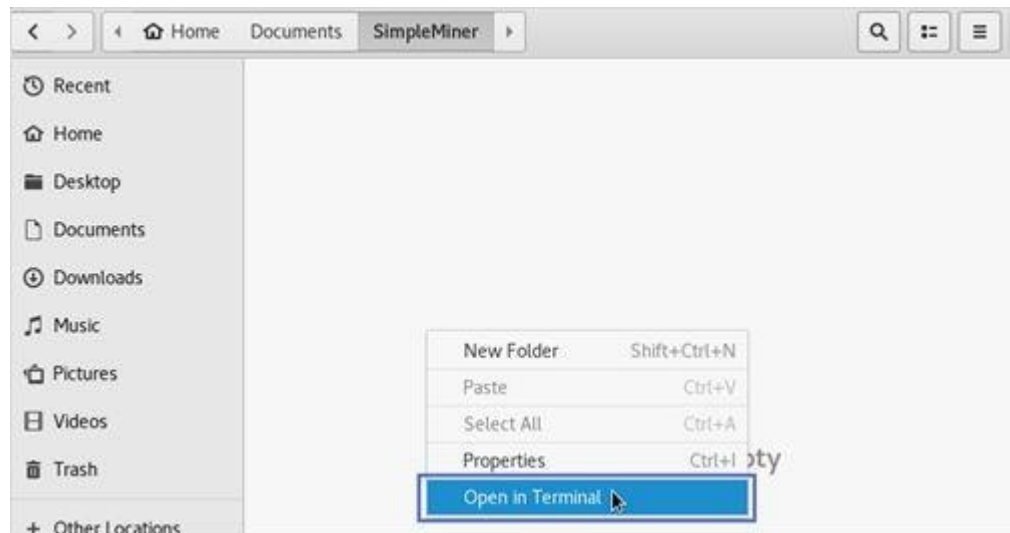 Home Documents SimpleMiner
Recent
Home
Desktop
Documents
Downloads
Music
Pictures
Videos
Trash
+ Other Locations
New Folder Shift+Ctrl+N
Paste Ctrl+V
Select All Ctrl+A
Properties Ctrl+I
Open in Terminal
pty